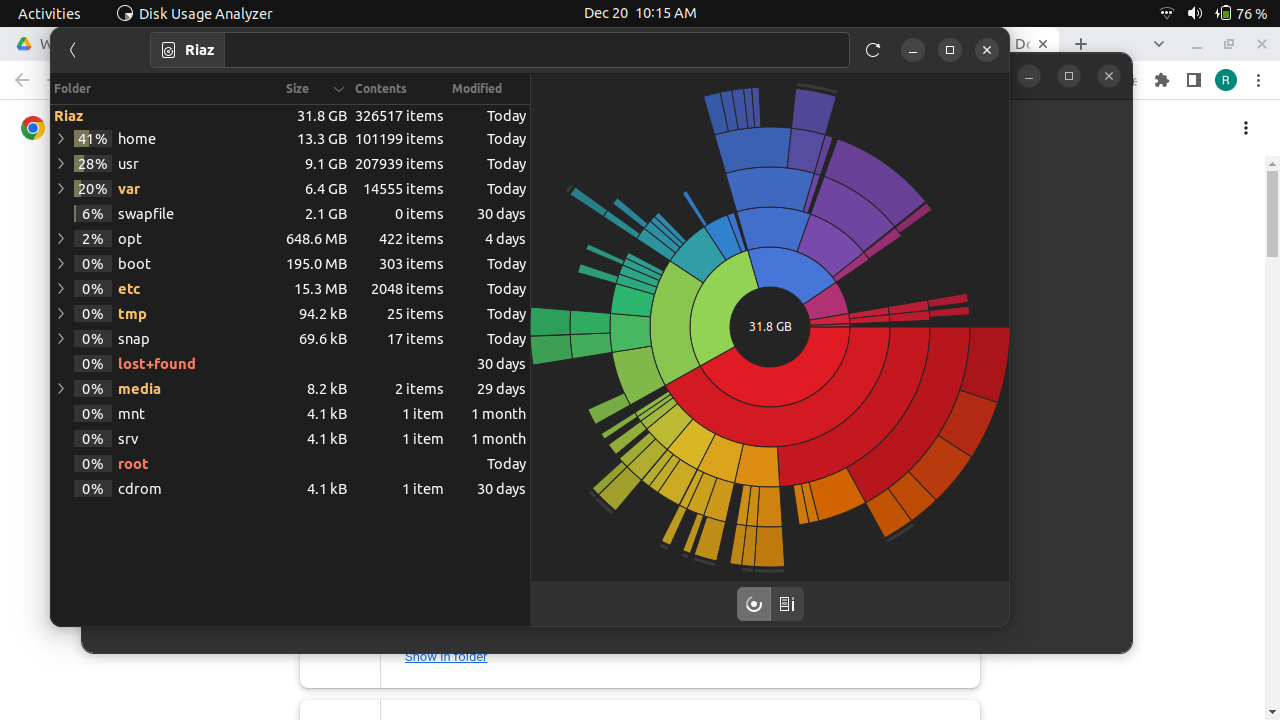 Activities Disk Usage Analyzer Dec 20 10:15 AM 76 %
W Do
Riaz
R
Folder Size Contents Modified
Riaz 31.8 GB 326517 items Today
41% home 13.3 GB 101199 items Today
28% usr 9.1 GB 207939 items Today
20% var 6.4 GB 14555 items Today
6% swapfile 2.1 GB 0 items 30 days
2% opt 648.6 MB 422 items 4 days
0% boot 195.0 MB 303 items Today
0% etc 15.3 MB 2048 items Today
0% tmp 94.2 kB 25 items Today
0% snap 69.6 kB 17 items Today
0% lost+found 30 days
0% media 8.2 kB 2 items 29 days
0% mnt 4.1 kB 1 item 1 month
0% srv 4.1 kB 1 item 1 month
0% root Today
0% cdrom 4.1 kB 1 item 30 days
31.8 GB
Show in folder